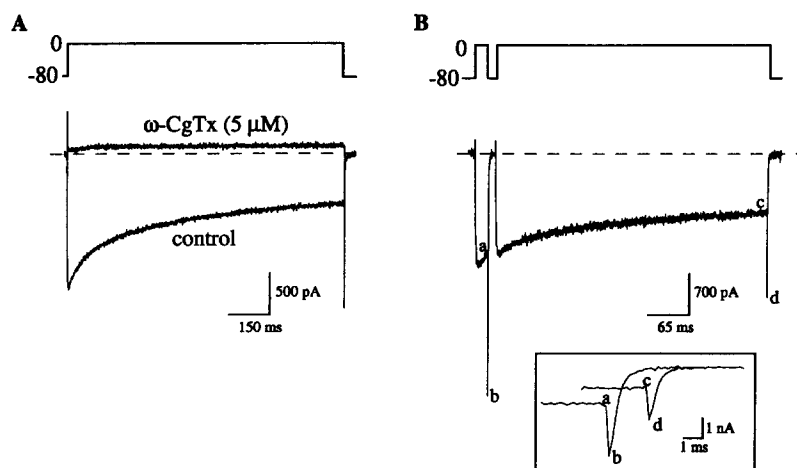 A
0
-80
ω-CgTx (5 μM)
control
500 pA
150 ms
B
0
-80
a
b
c
d
700 pA
65 ms
a
b
c
d
1 nA
1 ms